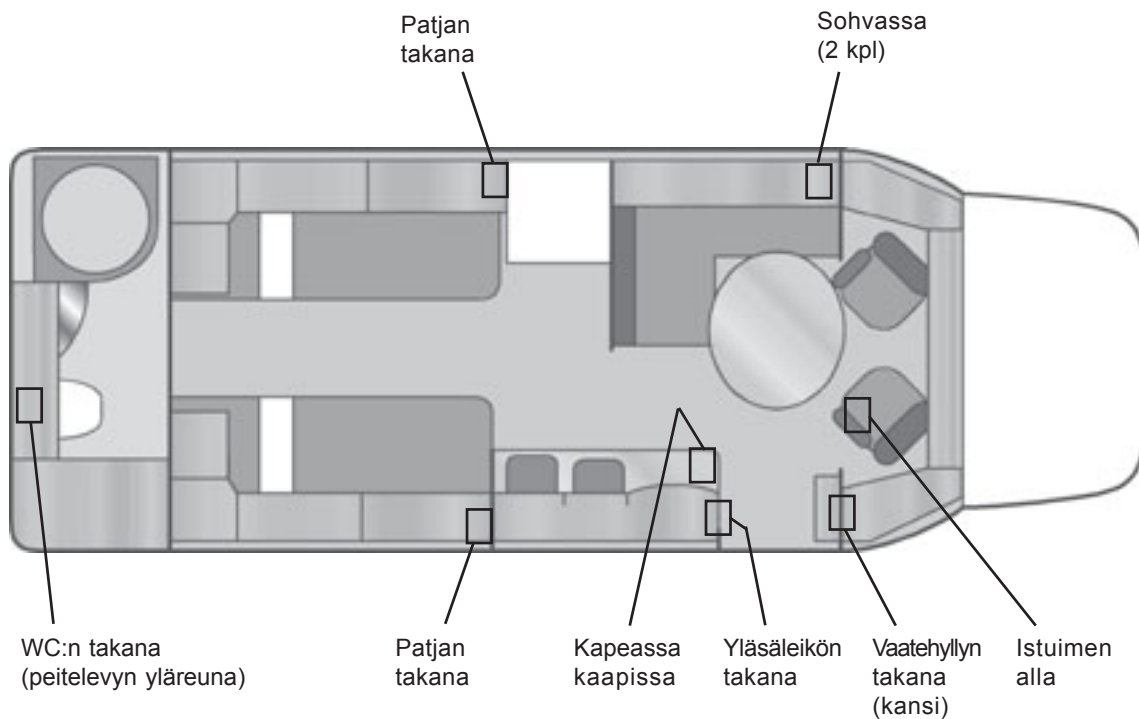 Patjan
takana
Sohvassa
(2 kpl)
WC:n takana
(peitelevyn yläreuna)
Patjan
takana
Kapeassa
kaapissa
Yläsäleikön
takana
Vaatehyllyn
takana
(kansi)
Istuimen
alla